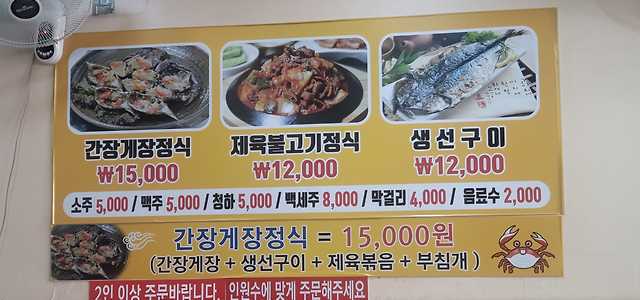 간장게장정식 제육불고기정식 생선구이
₩15,000 ₩12,000 ₩12,000
소주 5,000 / 맥주 5,000 / 청하 5,000 / 백세주 8,000 / 막걸리 4,000 / 음료수 2,000
간장게장정식 = 15,000원
(간장게장 + 생선구이 + 제육볶음 + 부침개)
2인 이상 주문바랍니다. 인원수에 맞게 주문해주세요